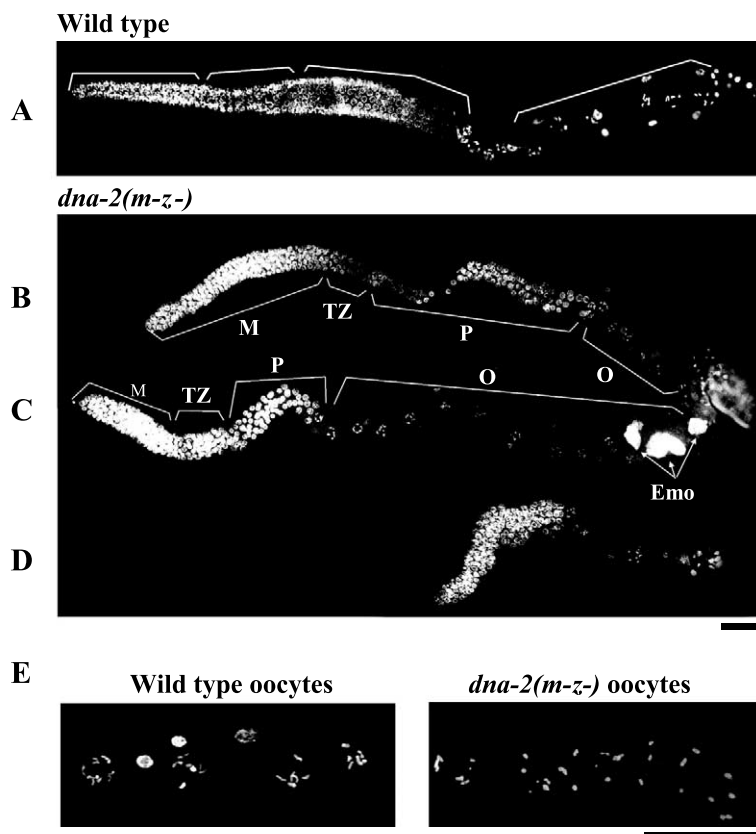 Wild type
A
dna-2(m-z-)
B
M
TZ
P
O
C
M
TZ
P
O
Emo
D
E
Wild type oocytes
dna-2(m-z-) oocytes